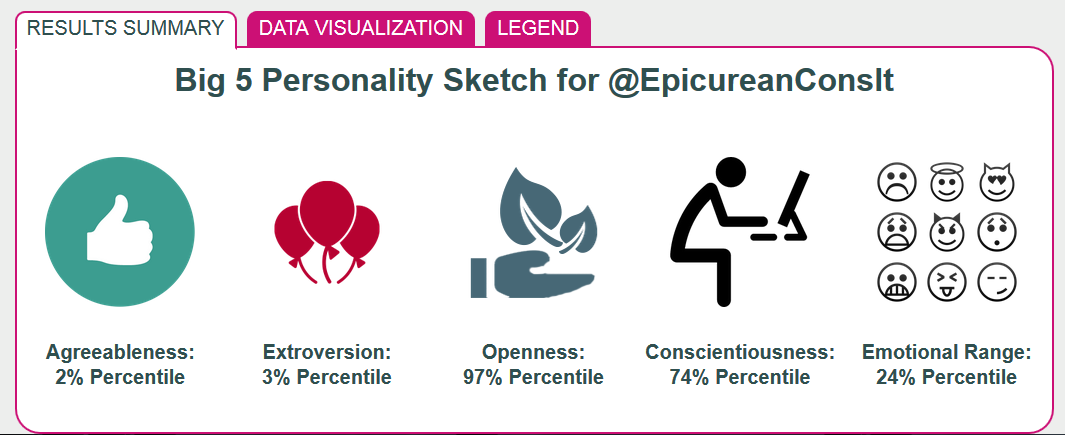 RESULTS SUMMARY
DATA VISUALIZATION
LEGEND
Big 5 Personality Sketch for @EpicureanConslt
Agreeableness:
2% Percentile
Extroversion:
3% Percentile
Openness:
97% Percentile
Conscientiousness:
74% Percentile
Emotional Range:
24% Percentile